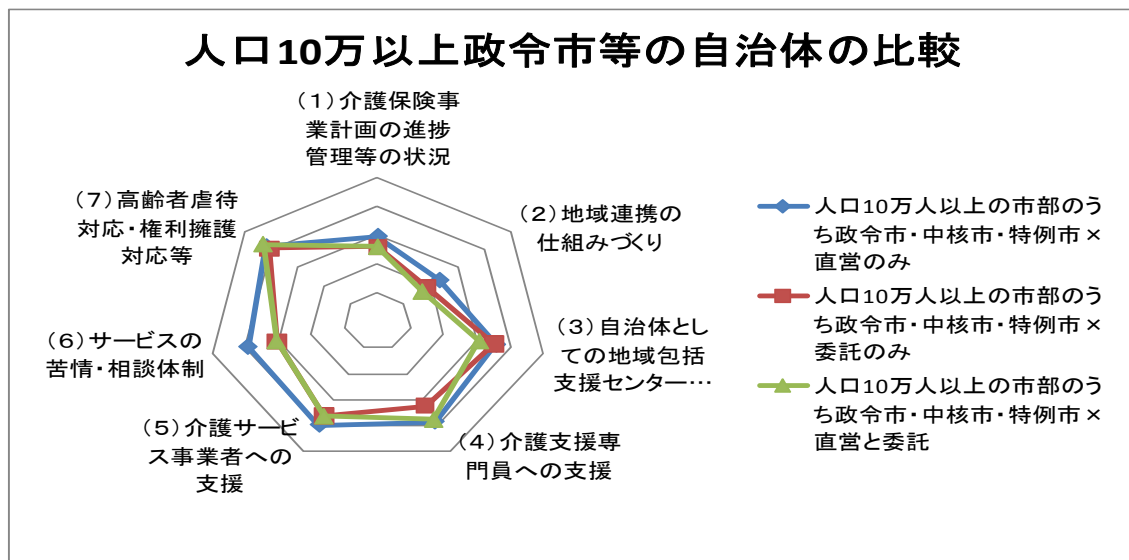 人口10万以上政令市等の自治体の比較
（１）介護保険事
業計画の進捗
管理等の状況
（２）地域連携の
仕組みづくり
（３）自治体とし
ての地域包括
支援センター…
（４）介護支援専
門員への支援
（５）介護サービ
ス事業者への
支援
（６）サービスの
苦情・相談体制
（７）高齢者虐待
対応・権利擁護
対応等
人口10万人以上の市部のう
ち政令市・中核市・特例市×
直営のみ
人口10万人以上の市部のう
ち政令市・中核市・特例市×
委託のみ
人口10万人以上の市部のう
ち政令市・中核市・特例市×
直営と委託